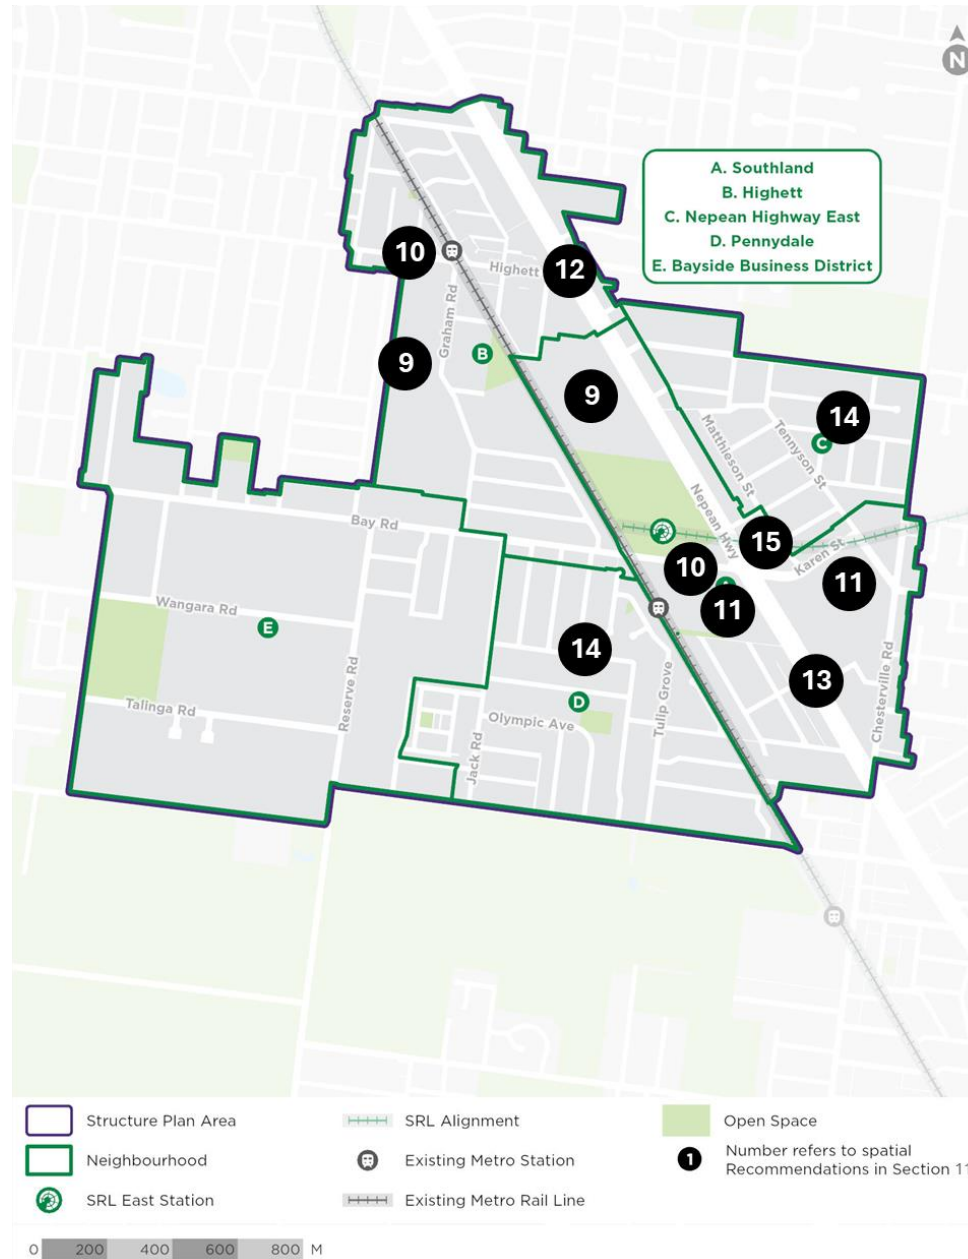 N
A. Southland
B. Highett
C. Nepean Highway East
D. Pennydale
E. Bayside Business District
10
Highett
12
Graham Rd
B
9
9
14
C
Matthieson St
Tennyson St
Nepean Hwy
Bay Rd
15
Karen St
10
11
11
Wangara Rd
E
14
13
Chesterville Rd
Talinga Rd
Reserve Rd
D
Olympic Ave
Jack Rd
Tulip Grove
Structure Plan Area
SRL Alignment
Open Space
Neighbourhood
Existing Metro Station
1
Number refers to spatial
Recommendations in Section 11
SRL East Station
Existing Metro Rail Line
0 200 400 600 800 M